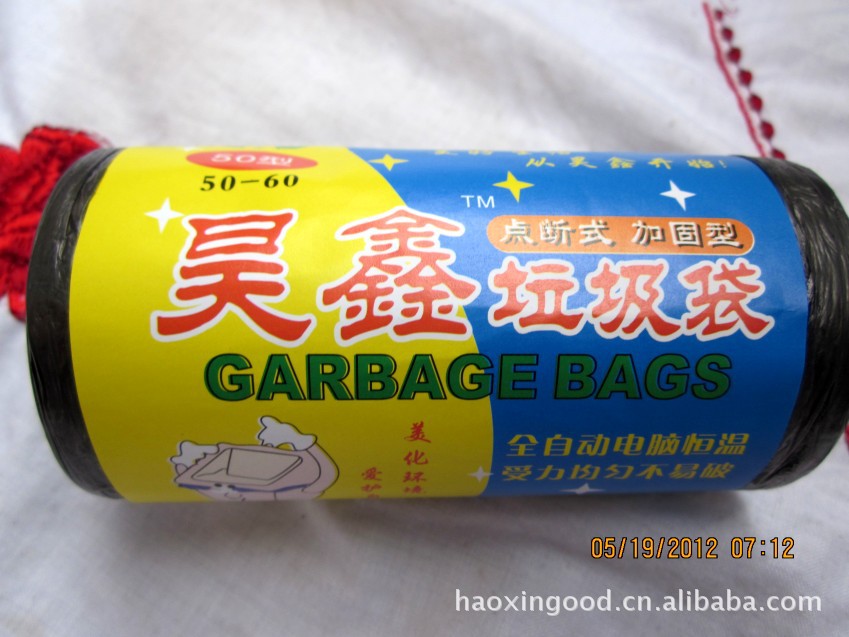 50型
50-60
从昊鑫开始!
TM
点断式 加固型
昊鑫垃圾袋
GARBAGE BAGS
美化环境
爱护
全自动电脑恒温
受力均匀不易破
05/19/2012 07:12
haoxingood.cn.alibaba.com